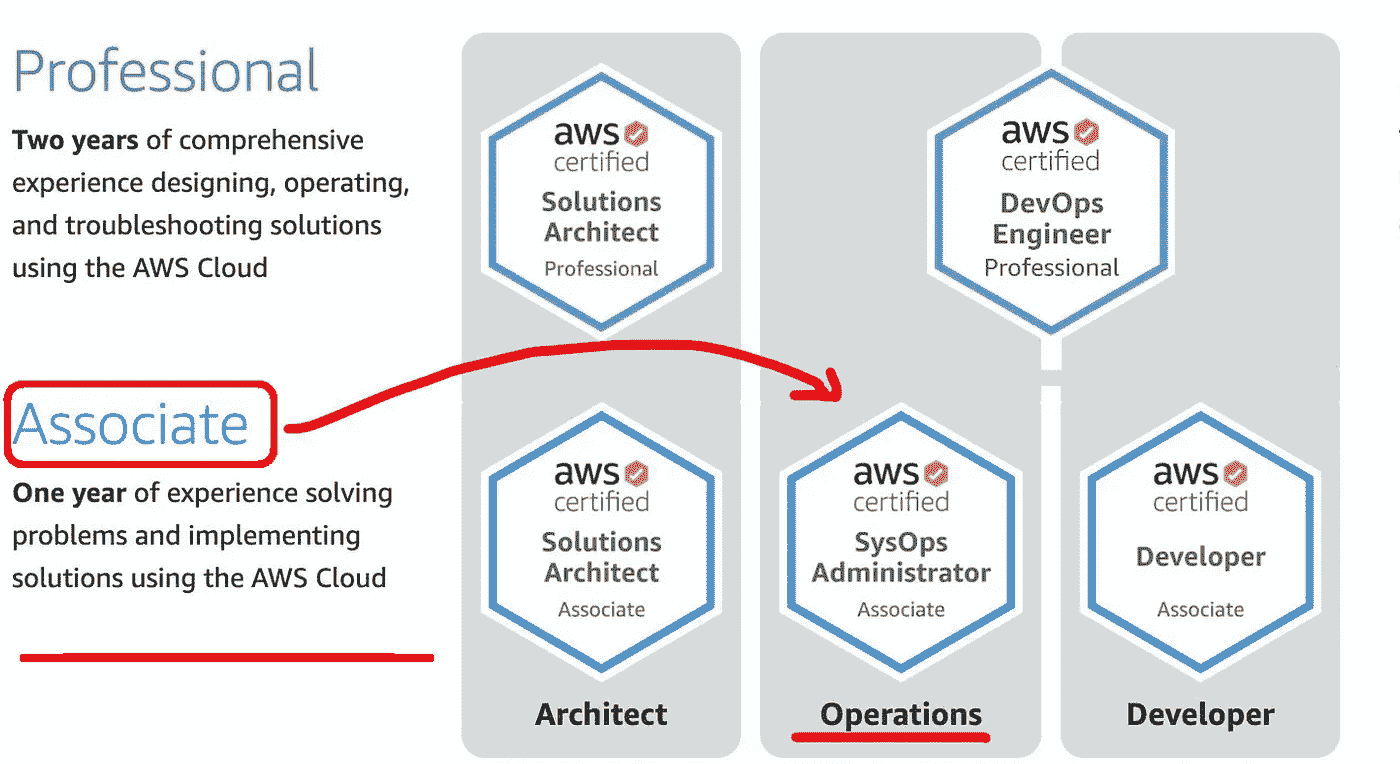 Professional
Two years of comprehensive
experience designing, operating,
and troubleshooting solutions
using the AWS Cloud
aws
certified
Solutions
Architect
Professional
aws
certified
DevOps
Engineer
Professional
Associate
One year of experience solving
problems and implementing
solutions using the AWS Cloud
aws
certified
Solutions
Architect
Associate
aws
certified
SysOps
Administrator
Associate
aws
certified
Developer
Associate
Architect
Operations
Developer